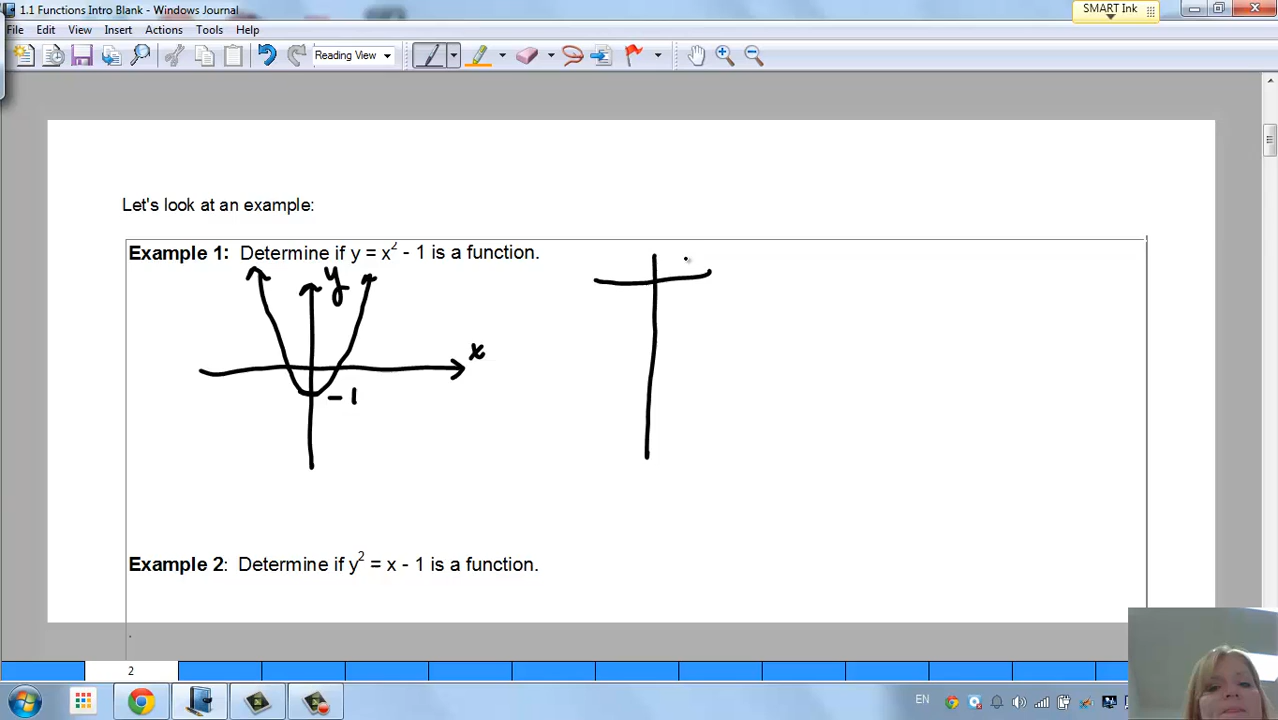 1.1 Functions Intro Blank - Windows Journal
SMART Ink
File Edit View Insert Actions Tools Help
Reading View
Let's look at an example:
Example 1: Determine if y = x² - 1 is a function.
y
x
-1
Example 2: Determine if y² = x - 1 is a function.
2
EN